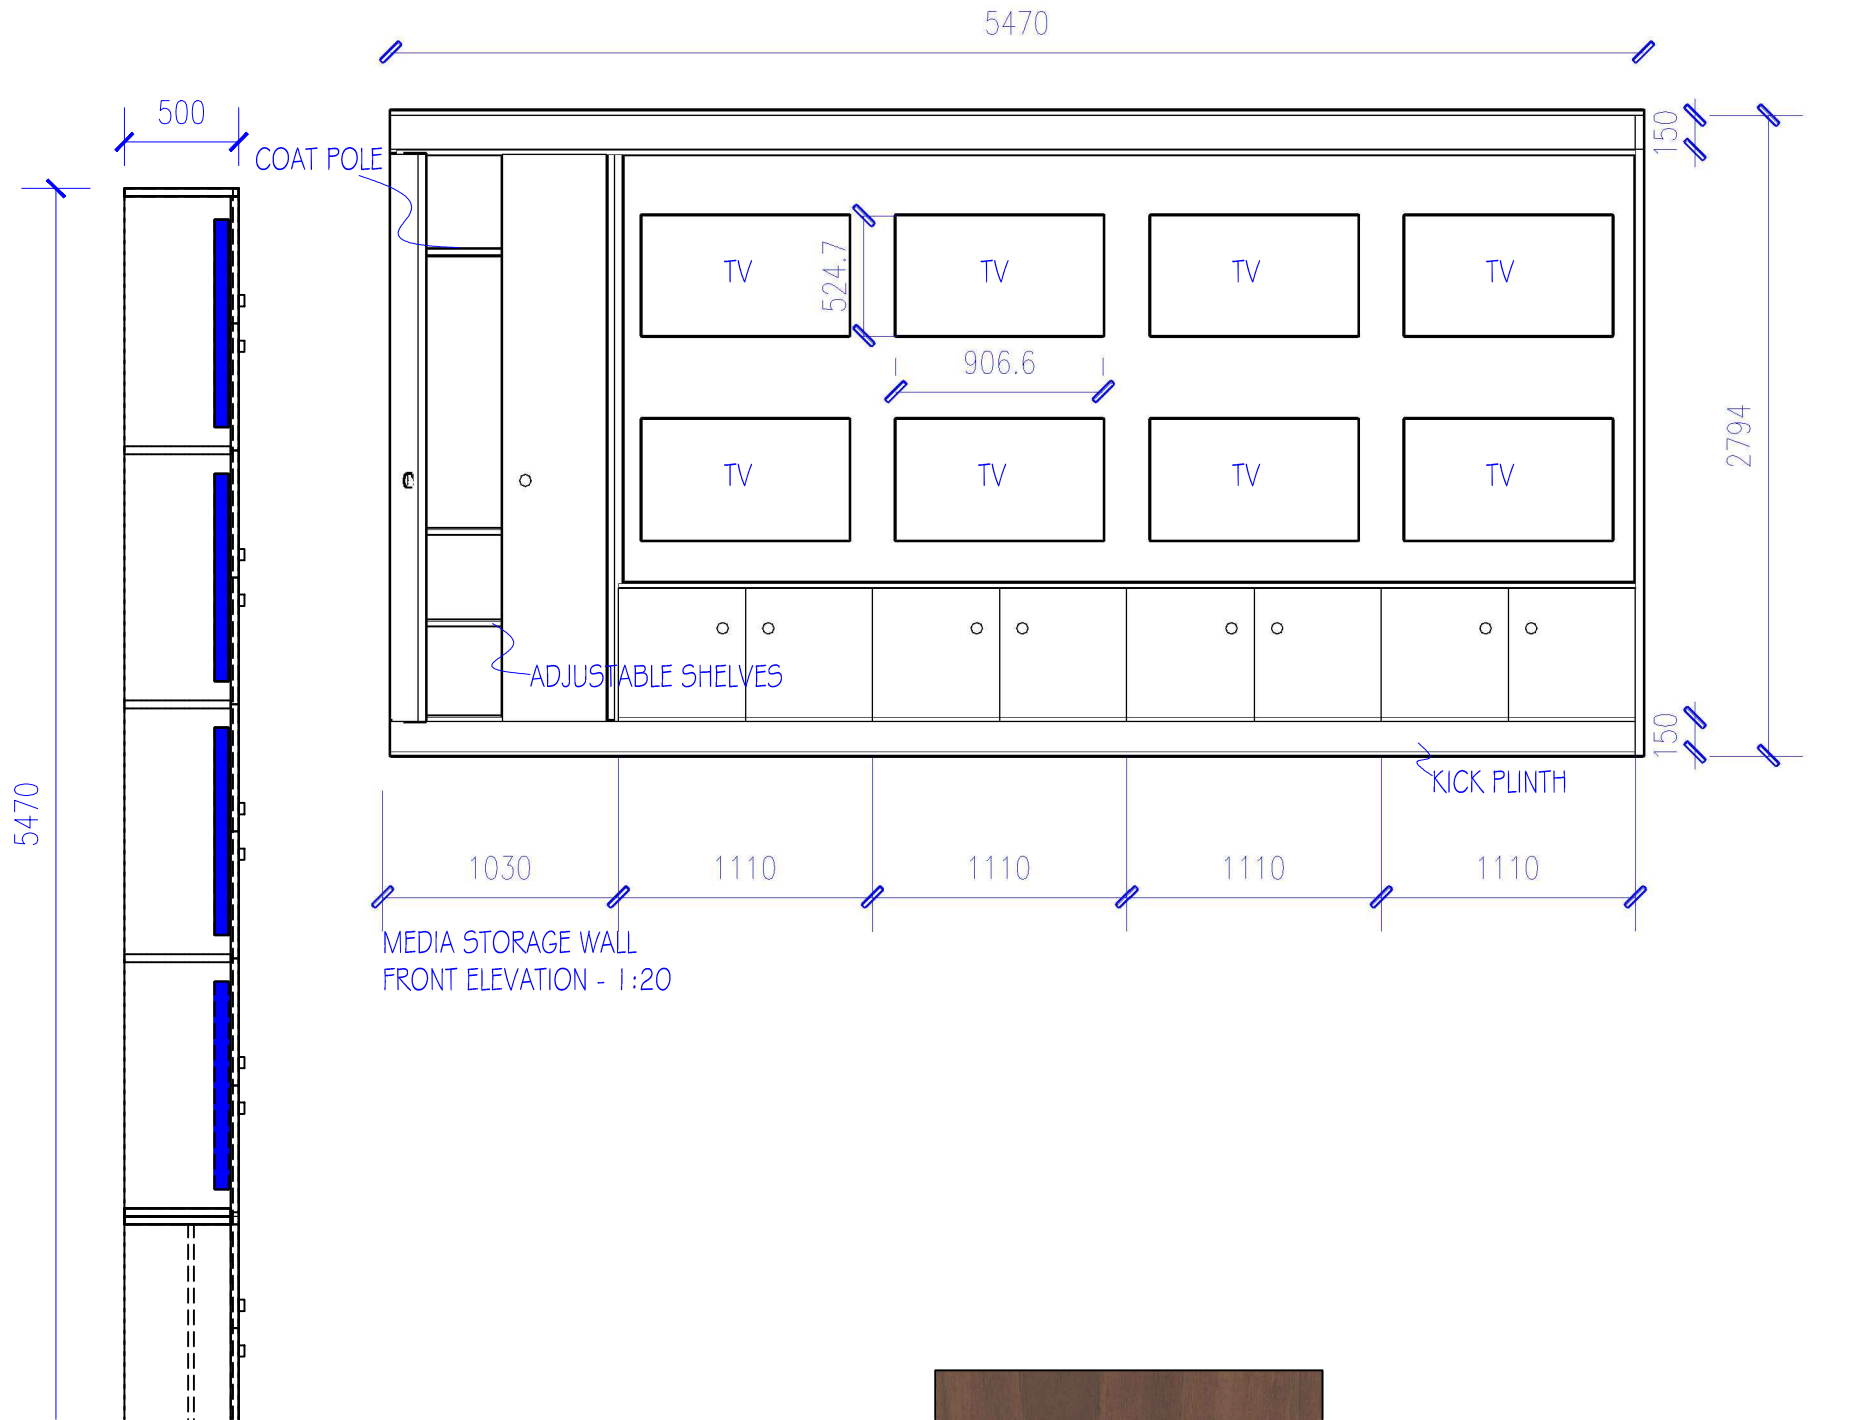 5470
500
COAT POLE
150
TV
TV
TV
TV
524.7
906.6
2794
TV
TV
TV
TV
ADJUSTABLE SHELVES
150
KICK PLINTH
5470
1030
1110
1110
1110
1110
MEDIA STORAGE WALL
FRONT ELEVATION - 1:20